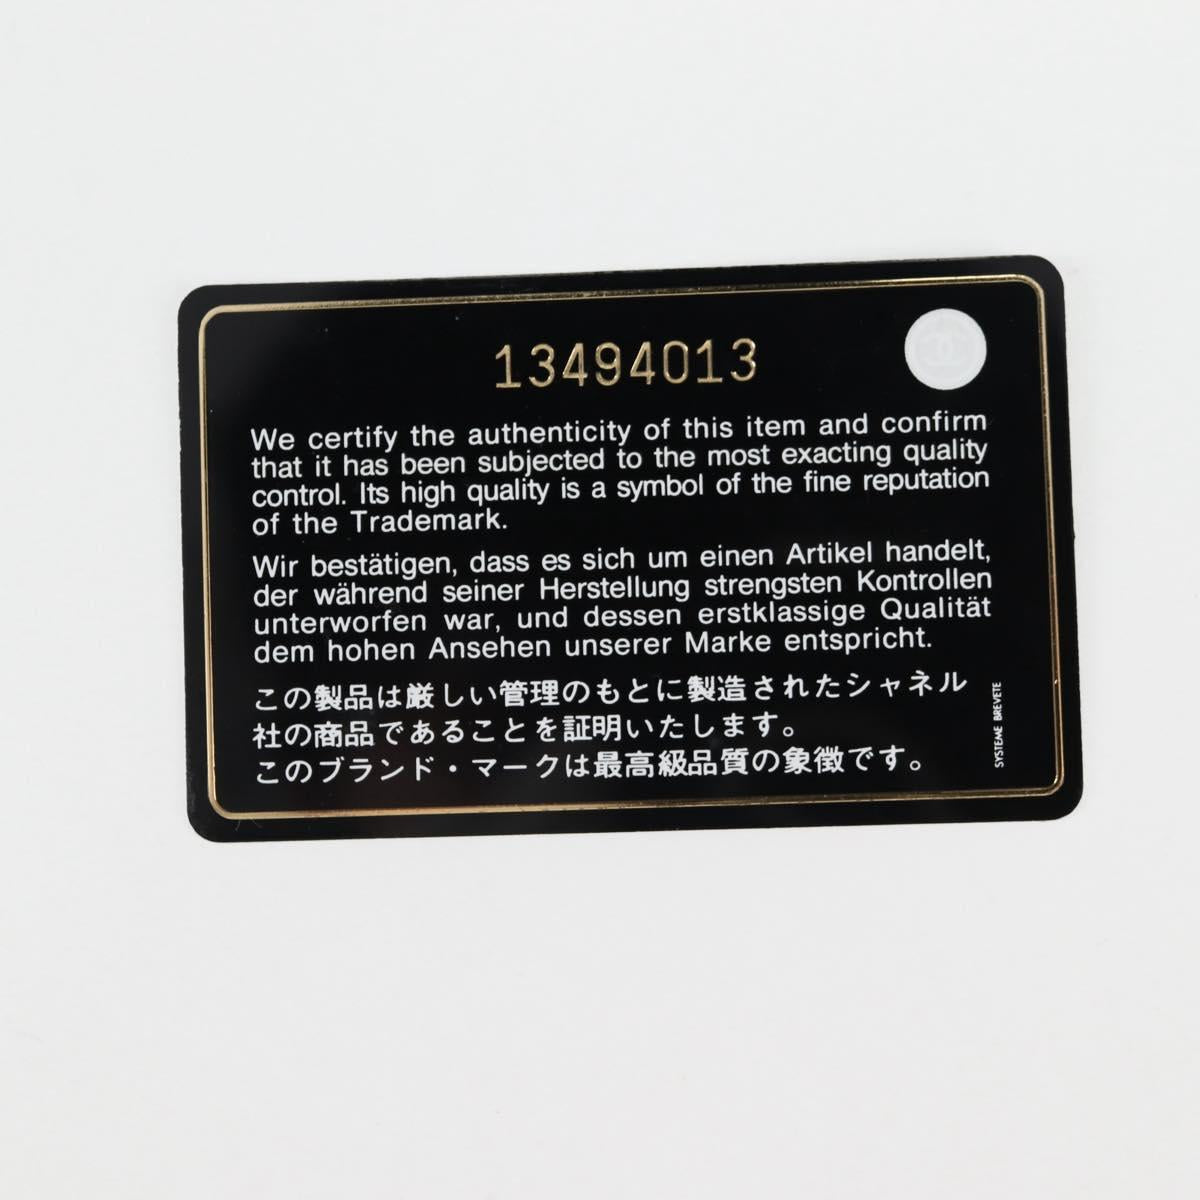 13494013
We certify the authenticity of this item and confirm
that it has been subjected to the most exacting quality
control. Its high quality is a symbol of the fine reputation
of the Trademark.
Wir bestätigen, dass es sich um einen Artikel handelt,
der während seiner Herstellung strengsten Kontrollen
unterworfen war, und dessen erstklassige Qualität
dem hohen Ansehen unserer Marke entspricht.
この製品は厳しい管理のもとに製造されたシャネル
社の商品であることを証明いたします。
このブランド・マークは最高級品質の象徴です。
SYSTEME BREVETE